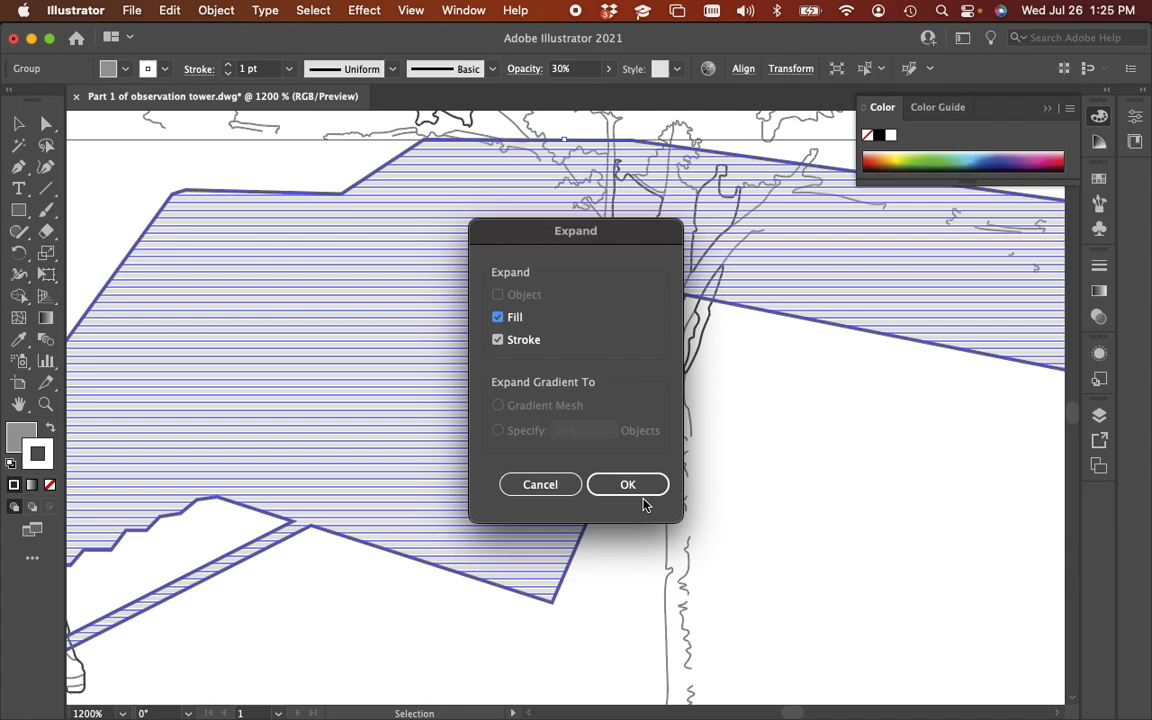 Illustrator File Edit Object Type Select Effect View Window Help Wed Jul 26 1:25 PM
Adobe Illustrator 2021 Search Adobe Help
Group Stroke: 1 pt Uniform Basic Opacity: 30% Style: Align Transform
× Part 1 of observation tower.dwg* @ 1200 % (RGB/Preview)
Color Color Guide
Expand
Expand
Object
Fill
Stroke
Expand Gradient To
Gradient Mesh
Specify: 255 Objects
Cancel OK
1200% 0° 1 Selection